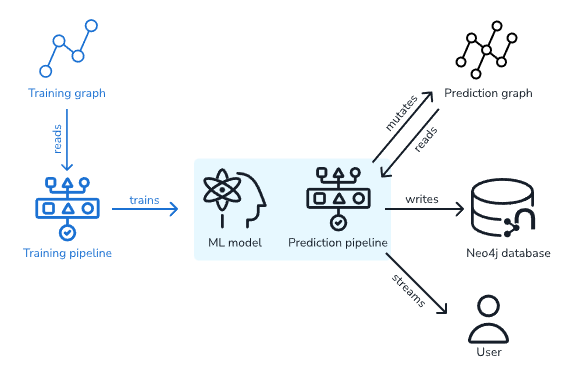 Training graph
Prediction graph
reads
mutates
reads
trains
writes
ML model
Prediction pipeline
Training pipeline
Neo4j database
streams
User